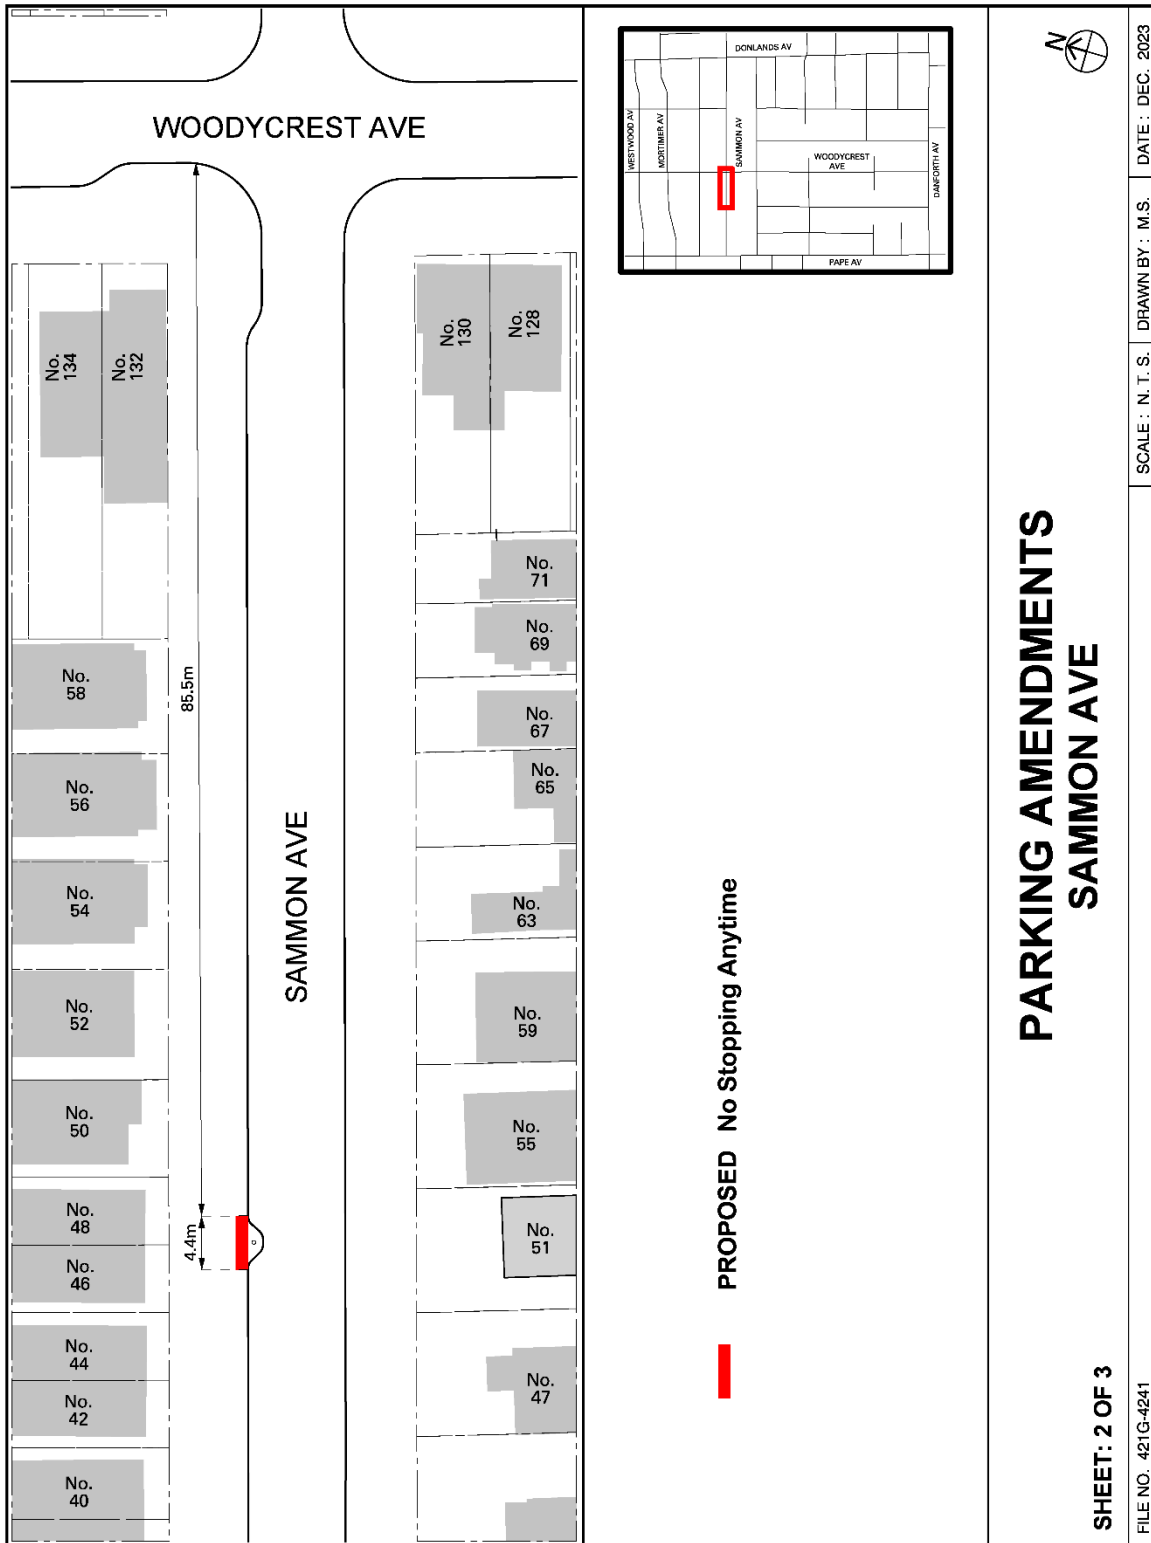 WOODYCREST AVE
No.
134
No.
132
No.
130
No.
128
No.
71
No.
69
No.
67
No.
65
No.
63
No.
59
No.
55
No.
51
No.
47
No.
58
No.
56
No.
54
No.
52
No.
50
No.
48
No.
46
No.
44
No.
42
No.
40
85.5m
4.4m
SAMMON AVE
DONLANDS AV
WESTWOOD AV
MORTIMER AV
SAMMON AV
WOODYCREST
AVE
DANFORTH AV
PAPE AV
PROPOSED No Stopping Anytime
N
PARKING AMENDMENTS
SAMMON AVE
SHEET: 2 OF 3
FILE NO. 421G-4241
SCALE : N. T. S.
DRAWN BY : M.S.
DATE : DEC. 2023